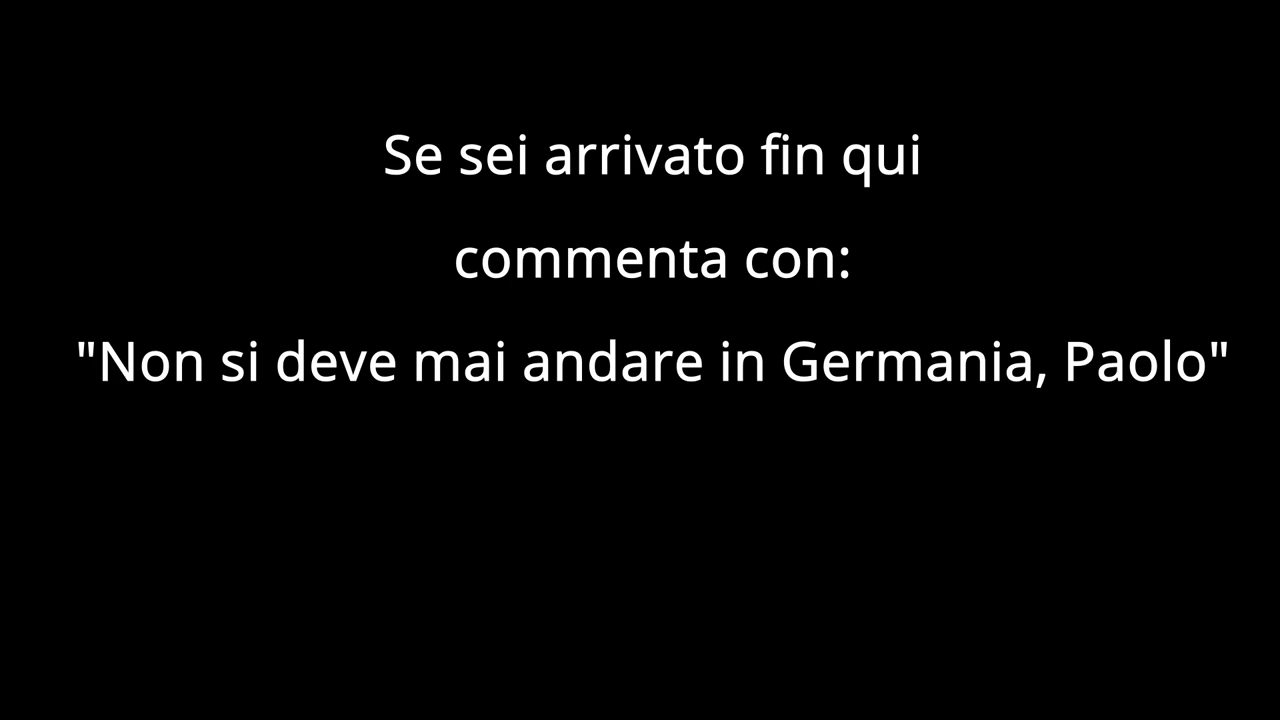 Se sei arrivato fin qui
commenta con:
"Non si deve mai andare in Germania, Paolo"